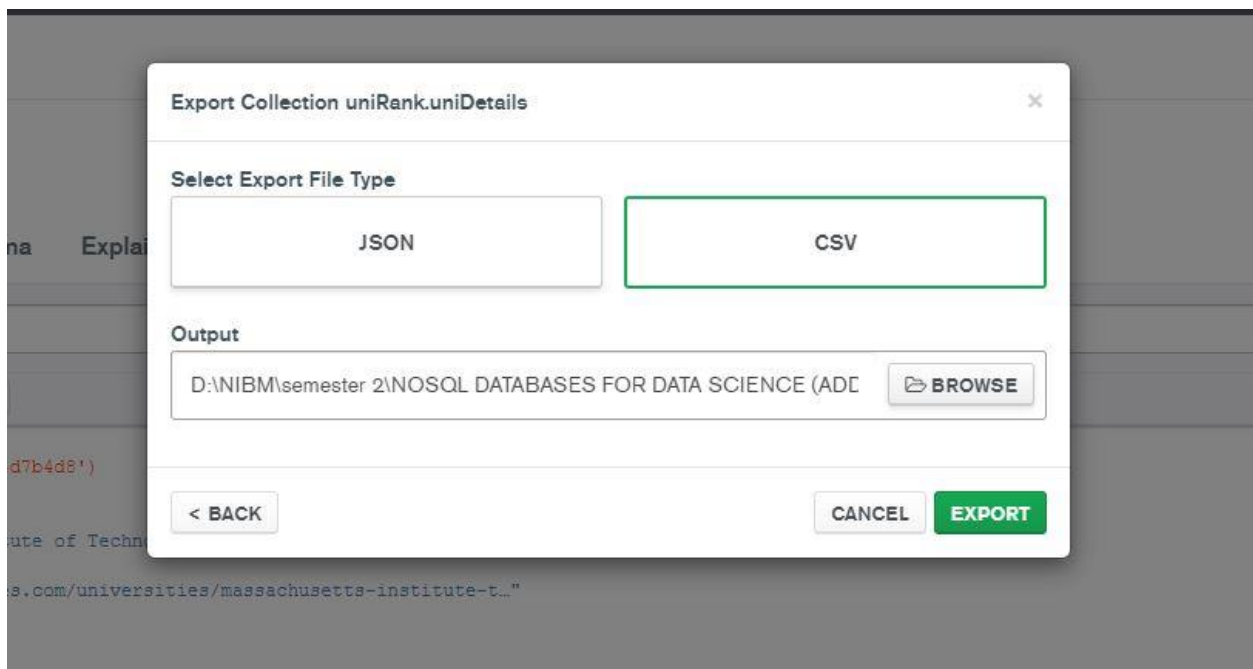 Export Collection uniRank.uniDetails ×
Select Export File Type
JSON CSV
ma Explai
Output
D:\NIBM\semester 2\NOSQL DATABASES FOR DATA SCIENCE (ADD BROWSE
d7b4d8')
< BACK CANCEL EXPORT
ute of Techn
s.com/universities/massachusetts-institute-t…"